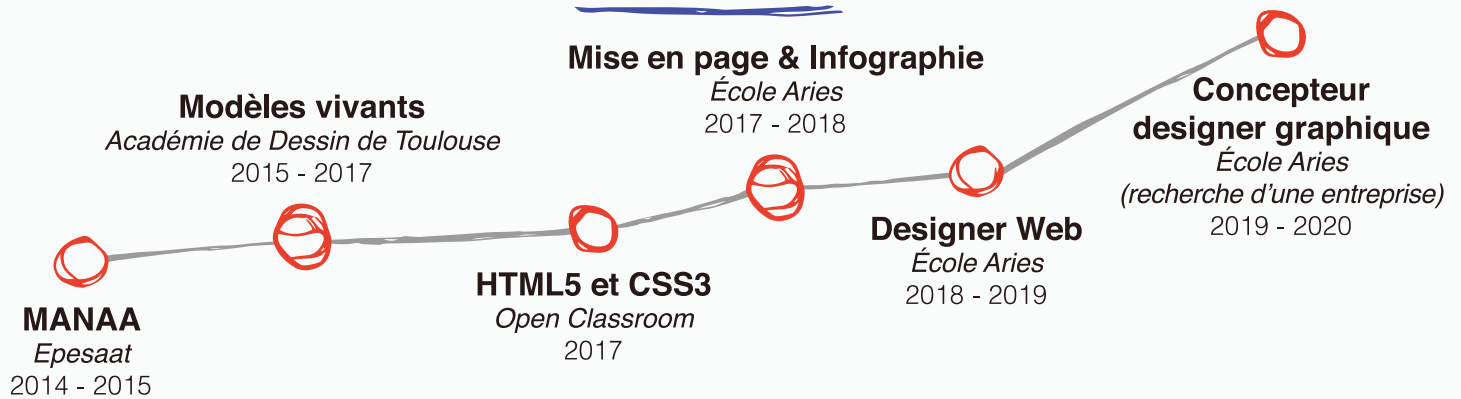 MANAA
Epesaat
2014 - 2015
Modèles vivants
Académie de Dessin de Toulouse
2015 - 2017
HTML5 et CSS3
Open Classroom
2017
Mise en page & Infographie
École Aries
2017 - 2018
Designer Web
École Aries
2018 - 2019
Concepteur
designer graphique
École Aries
(recherche d'une entreprise)
2019 - 2020